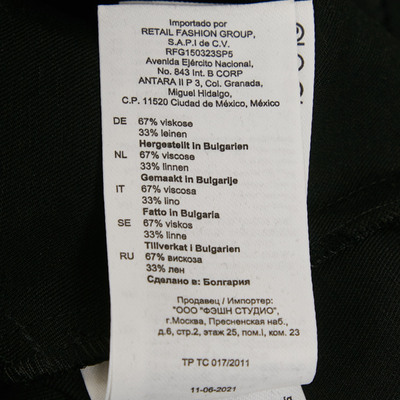 Importado por
RETAIL FASHION GROUP,
S.A.P.I de C.V.
RFG150323SP5
Avenida Ejército Nacional,
No. 843 Int. B CORP
ANTARA II P 3, Col. Granada,
Miguel Hidalgo,
C.P. 11520 Ciudad de México, México
DE 67% viskose
33% leinen
Hergestellt in Bulgarien
NL 67% viscose
33% linnen
Gemaakt in Bulgarije
IT 67% viscosa
33% lino
Fatto in Bulgaria
SE 67% viscose
33% linne
Tillverkat i Bulgarien
RU 67% вискоза
33% лен
Сделано в: Болгария
Продавец / Импортер:
"ООО "ФЭШН СТУДИО",
г.Москва, Пресненская наб.,
д.6, стр.2, этаж 25, пом.I, ком. 23
ТР ТС 017/2011
11-06-2021